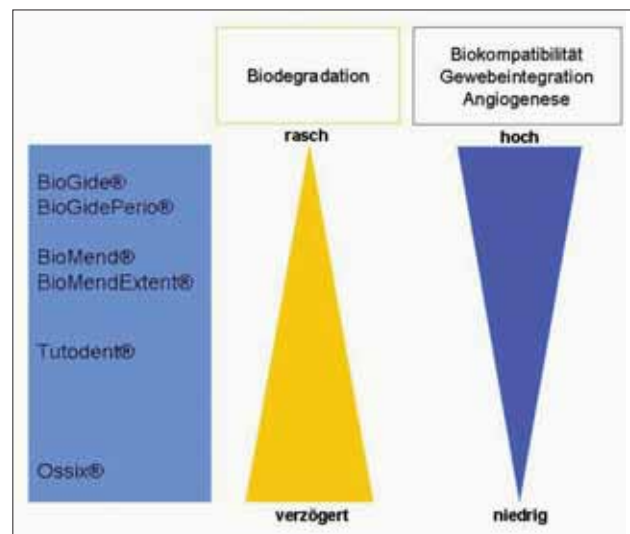 Biodegradation
Biokompatibilität
Gewebeintegration
Angiogenese
rasch
hoch
BioGide®
BioGidePerio®
BioMend®
BioMendExtent®
Tutodent®
Ossix®
verzögert
niedrig